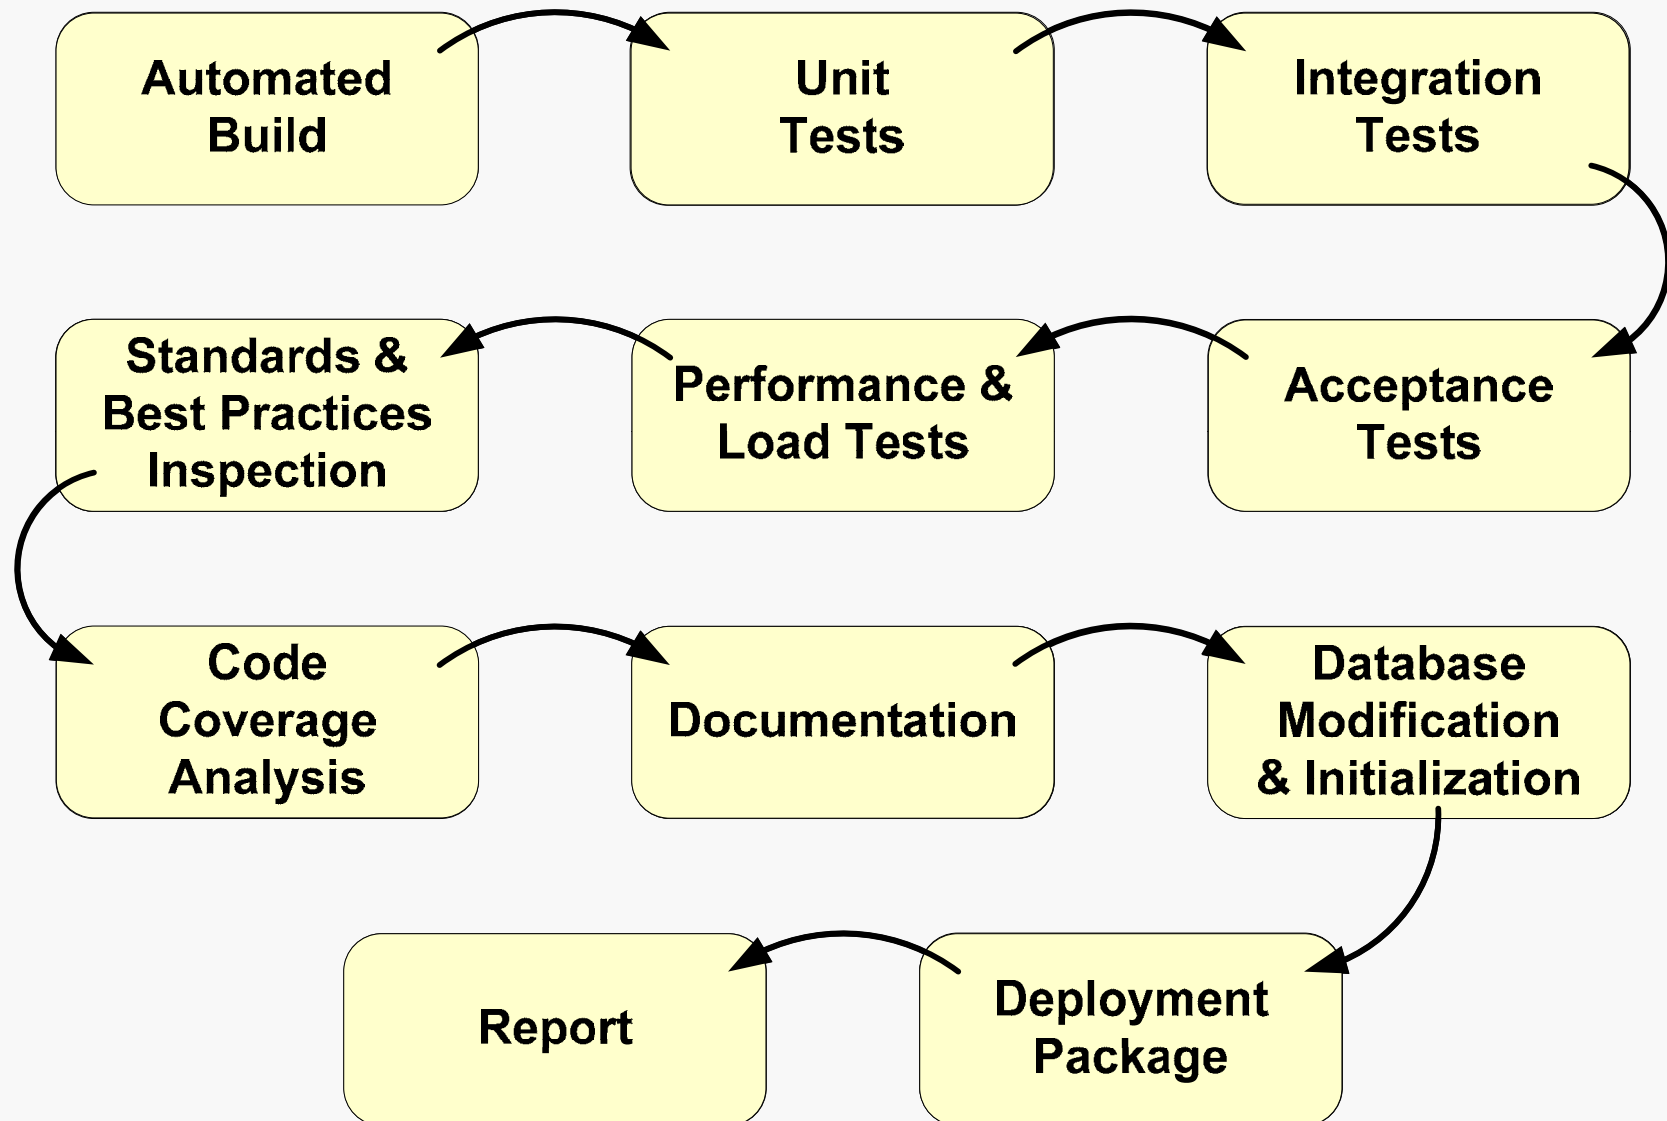 Automated
Build
Unit
Tests
Integration
Tests
Standards &
Best Practices
Inspection
Performance &
Load Tests
Acceptance
Tests
Code
Coverage
Analysis
Documentation
Database
Modification
& Initialization
Report
Deployment
Package